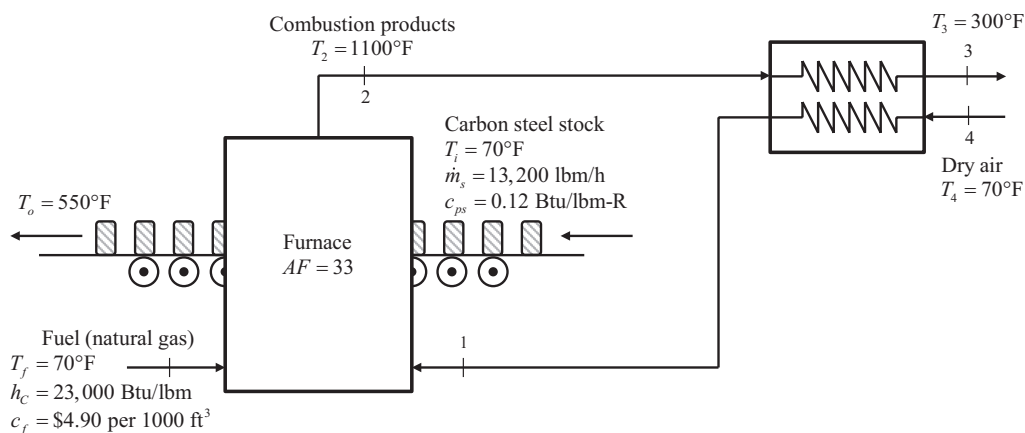 Combustion products
T₂ = 1100°F
2
T₃ = 300°F
3
4
Dry air
T₄ = 70°F
Carbon steel stock
Tᵢ = 70°F
ṁₛ = 13,200 lbm/h
cₚₛ = 0.12 Btu/lbm-R
Tₒ = 550°F
Furnace
AF = 33
Fuel (natural gas)
T_f = 70°F
h_C = 23,000 Btu/lbm
c_f = $4.90 per 1000 ft³
1